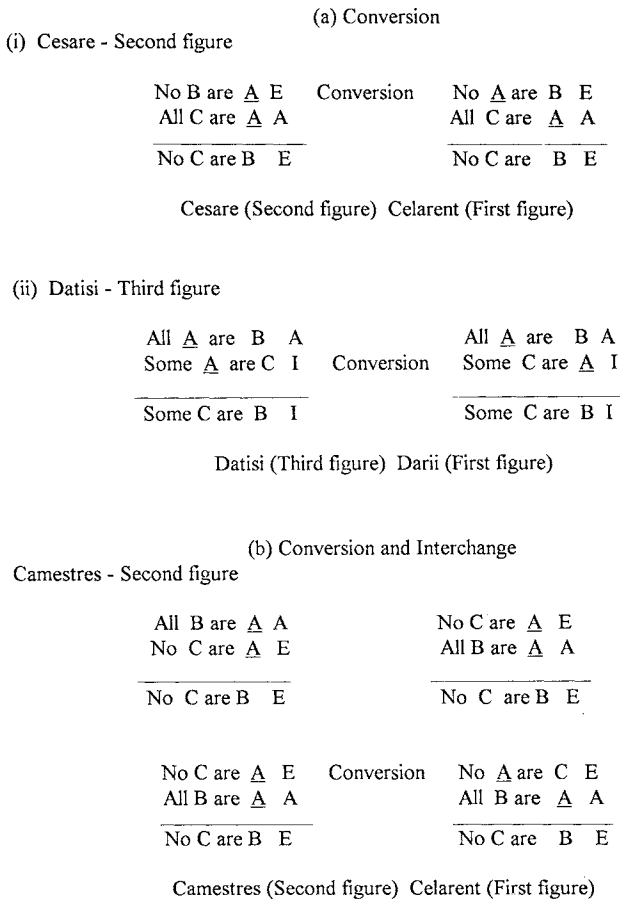 (a) Conversion
(i) Cesare - Second figure
No B are A E Conversion No A are B E
All C are A A All C are A A
No C are B E No C are B E
Cesare (Second figure) Celarent (First figure)
(ii) Datisi - Third figure
All A are B A All A are B A
Some A are C I Conversion Some C are A I
Some C are B I Some C are B I
Datisi (Third figure) Darii (First figure)
(b) Conversion and Interchange
Camestres - Second figure
All B are A A No C are A E
No C are A E All B are A A
No C are B E No C are B E
No C are A E Conversion No A are C E
All B are A A All B are A A
No C are B E No C are B E
Camestres (Second figure) Celarent (First figure)